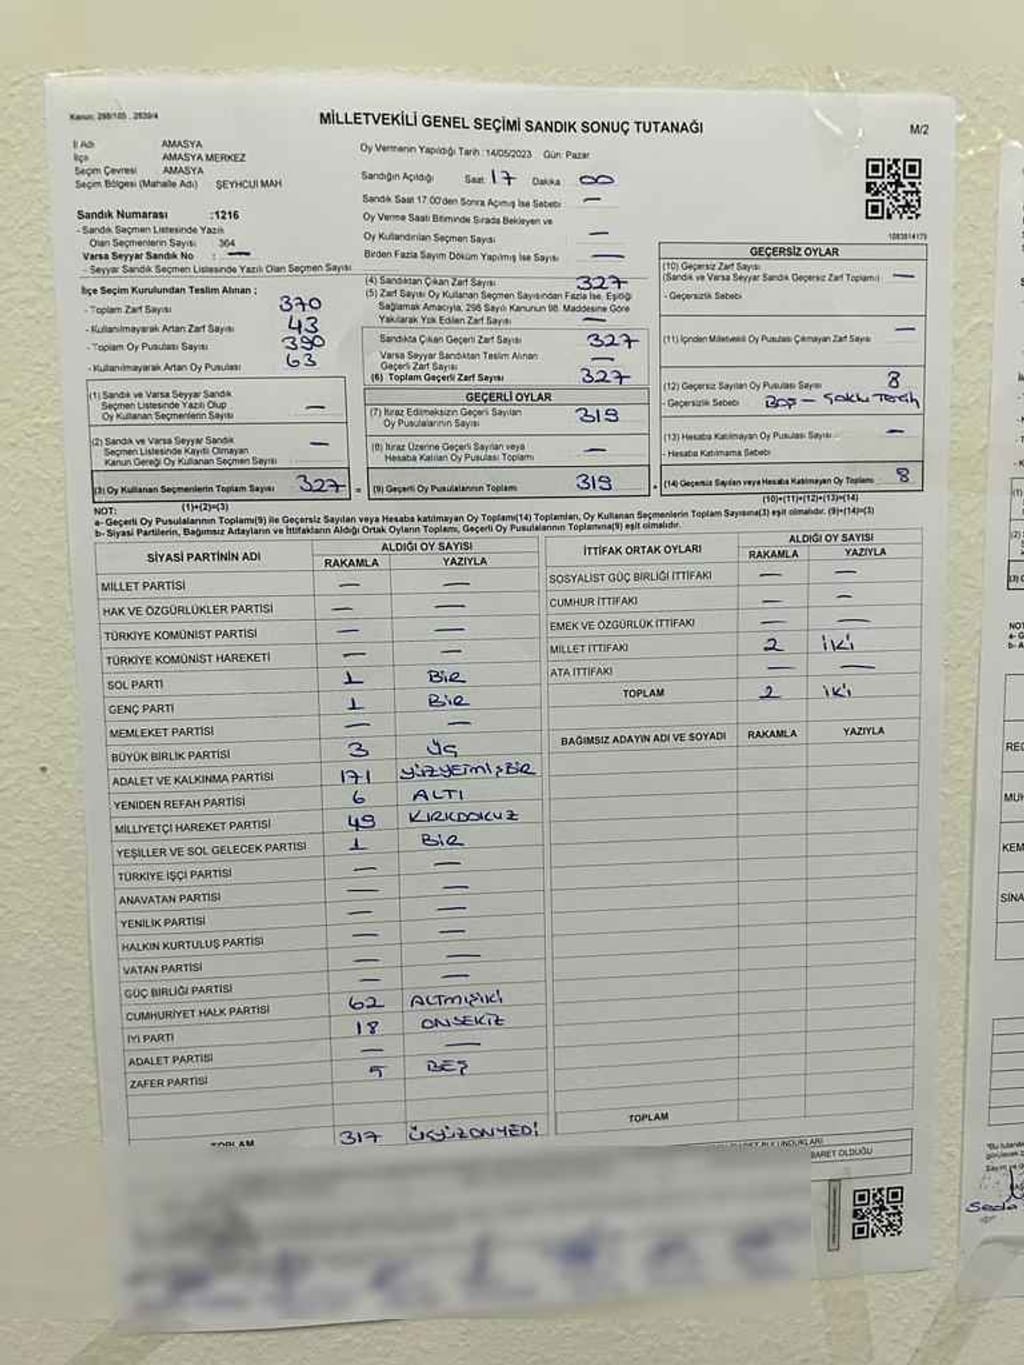 Kanun: 298/105 , 2839/4
MİLLETVEKİLİ GENEL SEÇİMİ SANDIK SONUÇ TUTANAĞI
M/2
İl Adı AMASYA
İlçe AMASYA MERKEZ
Seçim Çevresi AMASYA
Seçim Bölgesi (Mahalle Adı) ŞEYHCUİ MAH
Sandık Numarası :1216
- Sandık Seçmen Listesinde Yazılı
Olan Seçmenlerin Sayısı 364
Varsa Seyyar Sandık No : —
- Seyyar Sandık Seçmen Listesinde Yazılı Olan Seçmen Sayısı
İlçe Seçim Kurulundan Teslim Alınan :
- Toplam Zarf Sayısı 370
- Kullanılmayarak Artan Zarf Sayısı 43
- Toplam Oy Pusulası Sayısı 390
- Kullanılmayarak Artan Oy Pusulası 63
(1) Sandık ve Varsa Seyyar Sandık
Seçmen Listesinde Yazılı Olup
Oy Kullanan Seçmenlerin Sayısı —
(2) Sandık ve Varsa Seyyar Sandık
Seçmen Listesinde Kayıtlı Olmayan
Kanun Gereği Oy Kullanan Seçmen Sayısı —
(3) Oy Kullanan Seçmenlerin Toplam Sayısı 327 =
(1)+(2)=(3)
Oy Vermenin Yapıldığı Tarih :14/05/2023 Gün: Pazar
Sandığın Açıldığı Saat: 17 Dakika 00
Sandık Saat 17.00'den Sonra Açılmış İse Sebebi —
Oy Verme Saati Bitiminde Sırada Bekleyen ve
Oy Kullandırılan Seçmen Sayısı —
Birden Fazla Sayım Döküm Yapılmış İse Sayısı —
(4) Sandıktan Çıkan Zarf Sayısı 327
(5) Zarf Sayısı Oy Kullanan Seçmen Sayısından Fazla İse, Eşitliği
Sağlamak Amacıyla, 298 Sayılı Kanunun 98. Maddesine Göre
Yakılarak Yok Edilen Zarf Sayısı —
Sandıkta Çıkan Geçerli Zarf Sayısı 327
Varsa Seyyar Sandıktan Teslim Alınan
Geçerli Zarf Sayısı —
(6) Toplam Geçerli Zarf Sayısı 327
GEÇERLİ OYLAR
(7) İtiraz Edilmeksizin Geçerli Sayılan
Oy Pusulalarının Sayısı 319
(8) İtiraz Üzerine Geçerli Sayılan veya
Hesaba Katılan Oy Pusulası Toplamı —
(9) Geçerli Oy Pusulalarının Toplamı 319 +
1083814179
GEÇERSİZ OYLAR
(10) Geçersiz Zarf Sayısı
(Sandık ve Varsa Seyyar Sandık Geçersiz Zarf Toplamı) —
- Geçersizlik Sebebi
(11) İçinden Milletvekili Oy Pusulası Çıkmayan Zarf Sayısı —
(12) Geçersiz Sayılan Oy Pusulası Sayısı 8
- Geçersizlik Sebebi BOŞ —
(13) Hesaba Katılmayan Oy Pusulası Sayısı —
- Hesaba Katılmama Sebebi
(14) Geçersiz Sayılan veya Hesaba Katılmayan Oy Toplamı 8
(10)+(11)+(12)+(13)=(14)
NOT:
a- Geçerli Oy Pusulalarının Toplamı(9) ile Geçersiz Sayılan veya Hesaba katılmayan Oy Toplamı(14) Toplamları, Oy Kullanan Seçmenlerin Toplam Sayısına(3) eşit olmalıdır. (9)+(14)=(3)
b- Siyasi Partilerin, Bağımsız Adayların ve İttifakların Aldığı Ortak Oyların Toplamı, Geçerli Oy Pusulalarının Toplamına(9) eşit olmalıdır.
SİYASİ PARTİNİN ADI ALDIĞI OY SAYISI
RAKAMLA YAZIYLA
MİLLET PARTİSİ — —
HAK VE ÖZGÜRLÜKLER PARTİSİ — —
TÜRKİYE KOMÜNİST PARTİSİ — —
TÜRKİYE KOMÜNİST HAREKETİ — —
SOL PARTİ 1 BİR
GENÇ PARTİ 1 BİR
MEMLEKET PARTİSİ — —
BÜYÜK BİRLİK PARTİSİ 3 ÜÇ
ADALET VE KALKINMA PARTİSİ 171 YÜZYETMİŞBİR
YENİDEN REFAH PARTİSİ 6 ALTI
MİLLİYETÇİ HAREKET PARTİSİ 49 KIRKDOKUZ
YEŞİLLER VE SOL GELECEK PARTİSİ 1 BİR
TÜRKİYE İŞÇİ PARTİSİ — —
ANAVATAN PARTİSİ — —
YENİLİK PARTİSİ — —
HALKIN KURTULUŞ PARTİSİ — —
VATAN PARTİSİ — —
GÜÇ BİRLİĞİ PARTİSİ — —
CUMHURİYET HALK PARTİSİ 62 ALTMIŞİKİ
İYİ PARTİ 18 ONSEKİZ
ADALET PARTİSİ — —
ZAFER PARTİSİ 5 BEŞ
TOPLAM 317 ÜÇYÜZONYEDİ
İTTİFAK ORTAK OYLARI ALDIĞI OY SAYISI
RAKAMLA YAZIYLA
SOSYALİST GÜÇ BİRLİĞİ İTTİFAKI — —
CUMHUR İTTİFAKI — —
EMEK VE ÖZGÜRLÜK İTTİFAKI — —
MİLLET İTTİFAKI 2 İKİ
ATA İTTİFAKI — —
TOPLAM 2 İKİ
BAĞIMSIZ ADAYIN ADI VE SOYADI RAKAMLA YAZIYLA
TOPLAM
BULUNDUKLARI
İBARET OLDUĞU
(1)
(2)
(3)
NOT
a- G
b- A
REC
MUH
KEM
SİNA
Seda